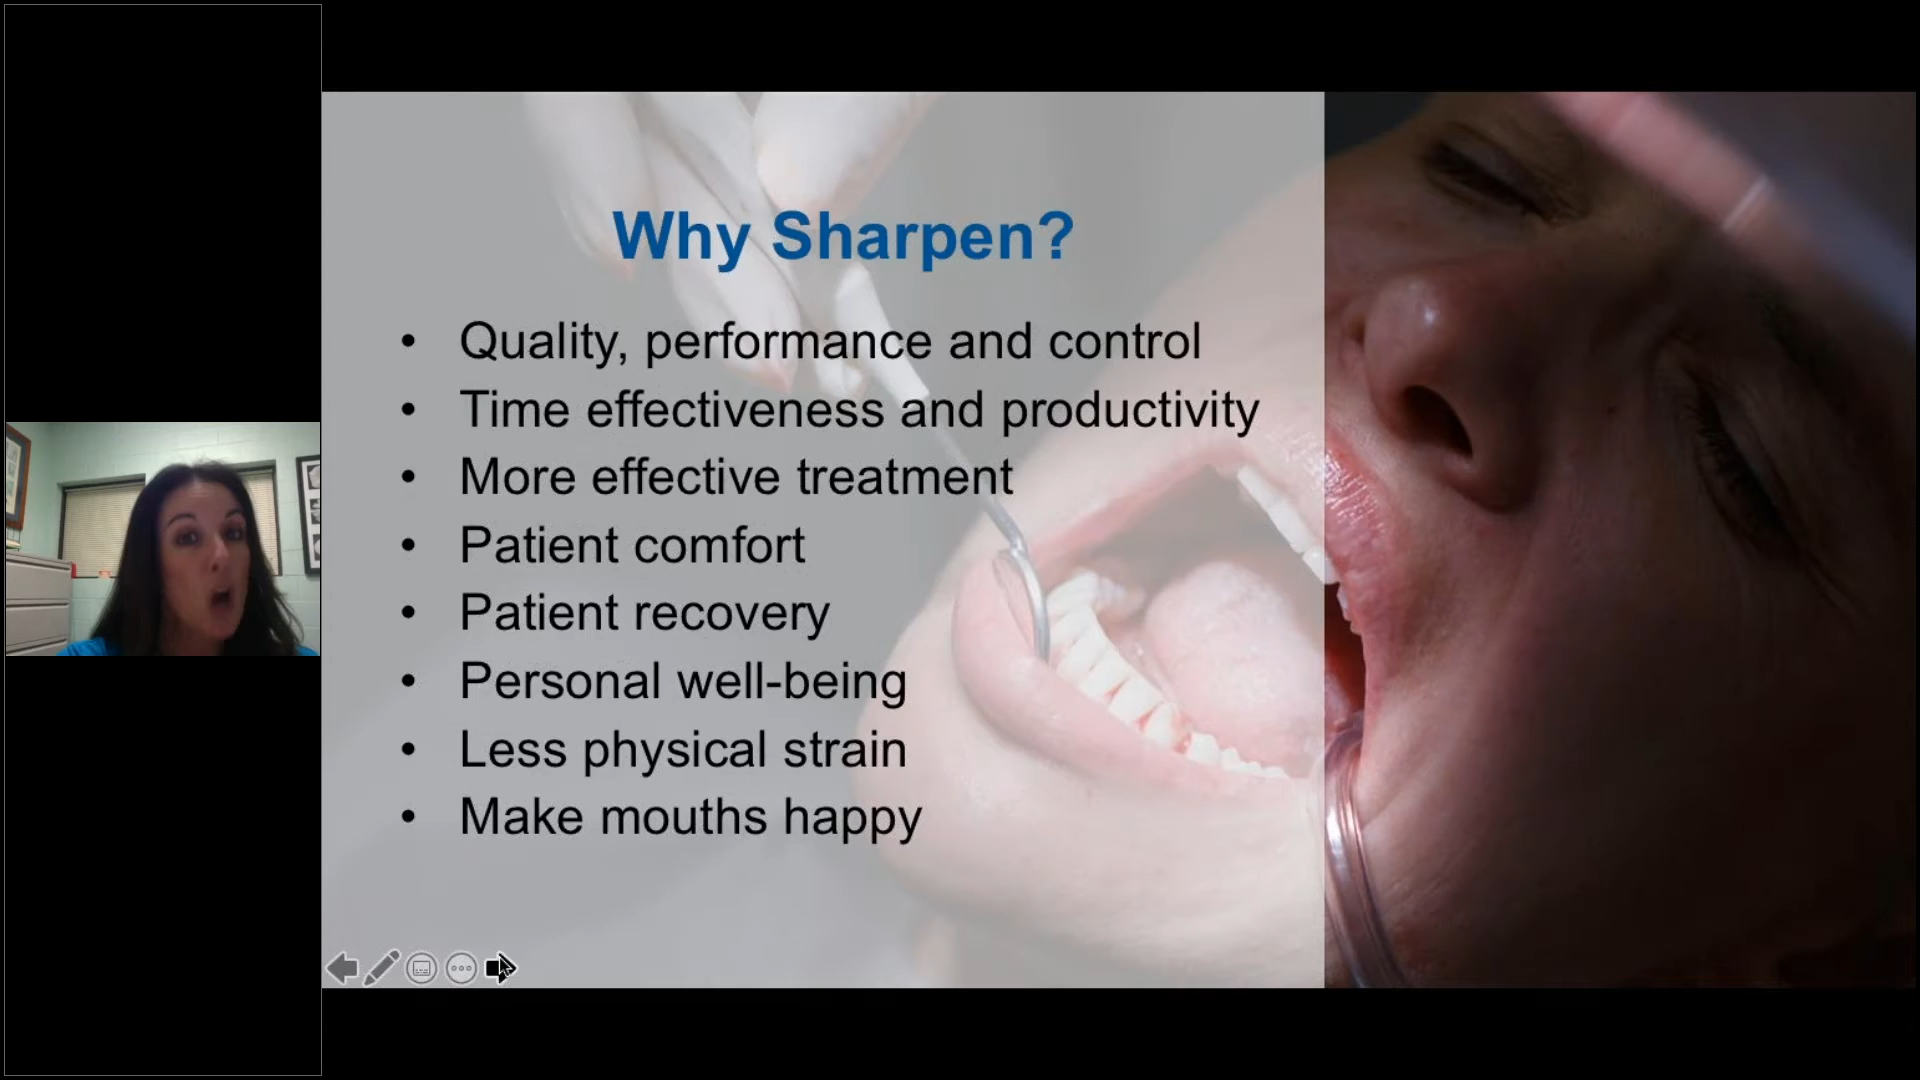 Why Sharpen?
• Quality, performance and control
• Time effectiveness and productivity
• More effective treatment
• Patient comfort
• Patient recovery
• Personal well-being
• Less physical strain
• Make mouths happy